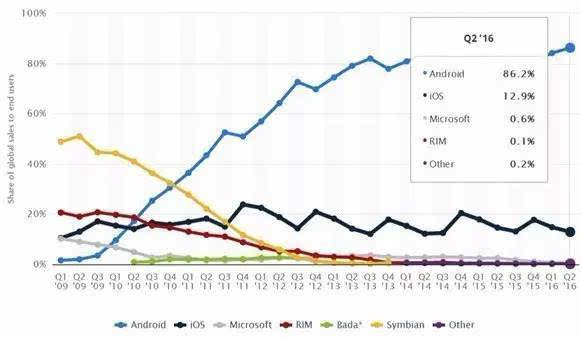 Share of global sales to end users
100%
80%
60%
40%
20%
0%
Q2 '16
Android 86.2%
iOS 12.9%
Microsoft 0.6%
RIM 0.1%
Other 0.2%
Q1 Q2 Q3 Q1 Q2 Q3 Q4 Q1 Q2 Q3 Q4 Q1 Q2 Q3 Q4 Q1 Q2 Q3 Q4 Q1 Q2 Q3 Q4 Q1 Q2 Q3 Q4 Q1 Q2
'09 '09 '09 '10 '10 '10 '10 '11 '11 '11 '11 '12 '12 '12 '12 '13 '13 '13 '13 '14 '14 '14 '14 '15 '15 '15 '15 '16 '16
Android iOS Microsoft RIM Bada* Symbian Other